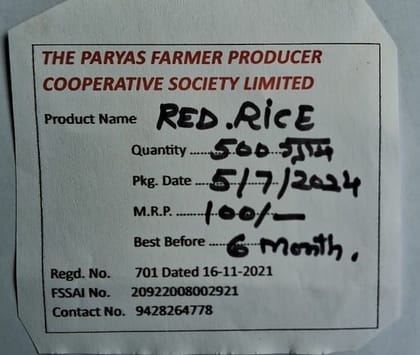 THE PARYAS FARMER PRODUCER
COOPERATIVE SOCIETY LIMITED
Product Name RED.RICE
Quantity ..... 500 ग्राम
Pkg. Date ... 5/7/2024
M.R.P. ..... 100/-
Best Before ... 6 month.
Regd. No. 701 Dated 16-11-2021
FSSAI No. 20922008002921
Contact No. 9428264778